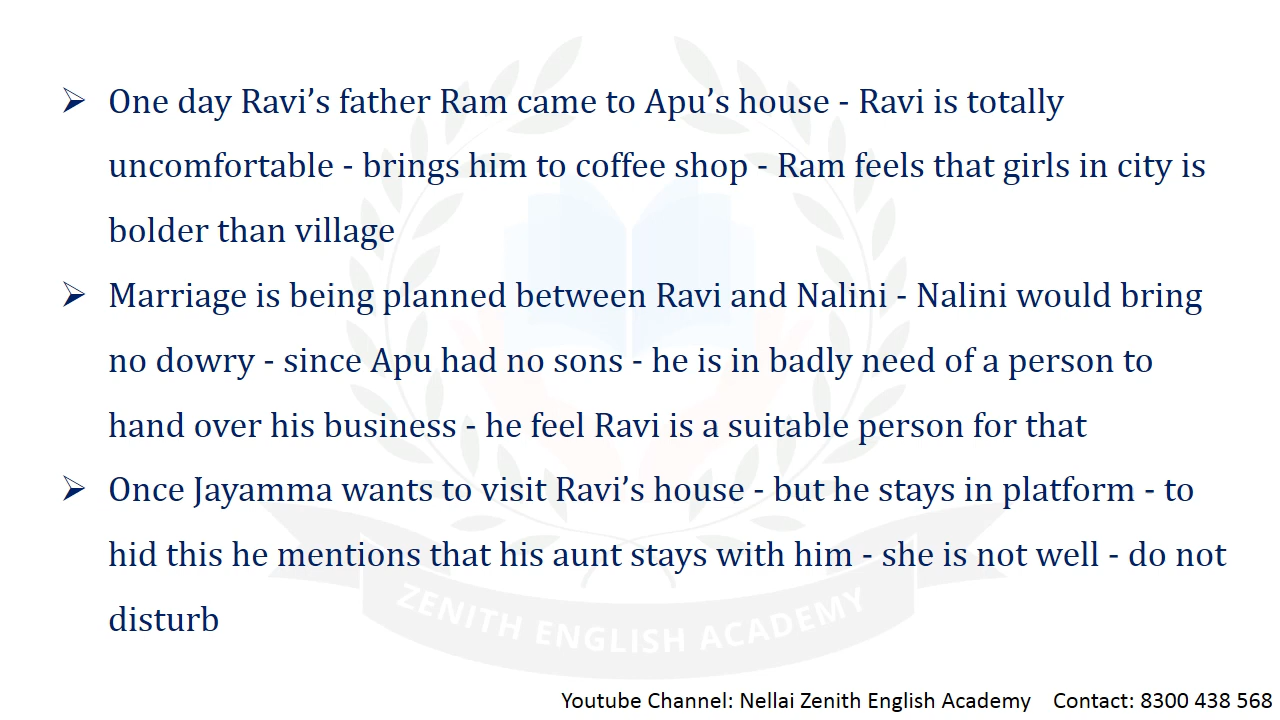 ➢ One day Ravi’s father Ram came to Apu’s house - Ravi is totally
uncomfortable - brings him to coffee shop - Ram feels that girls in city is
bolder than village
➢ Marriage is being planned between Ravi and Nalini - Nalini would bring
no dowry - since Apu had no sons - he is in badly need of a person to
hand over his business - he feel Ravi is a suitable person for that
➢ Once Jayamma wants to visit Ravi’s house - but he stays in platform - to
hid this he mentions that his aunt stays with him - she is not well - do not
disturb
ZENITH ENGLISH ACADEMY
Youtube Channel: Nellai Zenith English Academy Contact: 8300 438 568